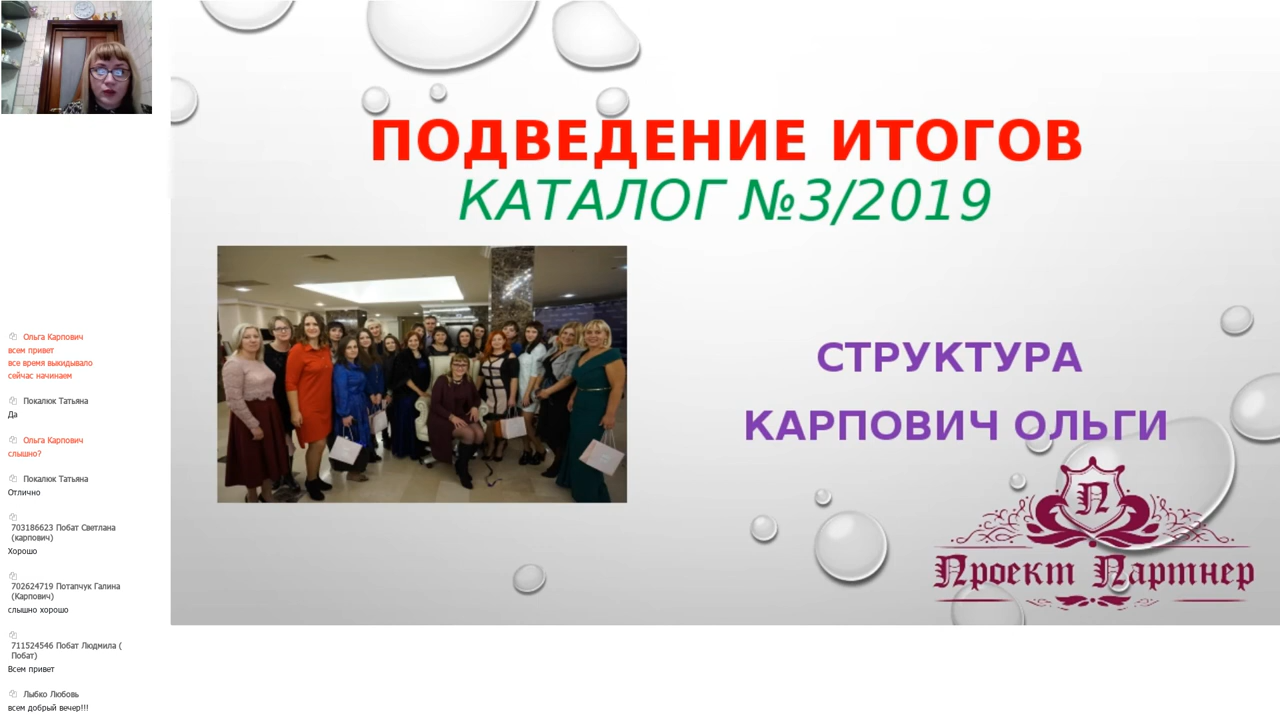 ПОДВЕДЕНИЕ ИТОГОВ
КАТАЛОГ №3/2019
СТРУКТУРА
КАРПОВИЧ ОЛЬГИ
П
Проект Партнер
Ольга Карпович
всем привет
все время выкидывало
сейчас начинаем
Покалюк Татьяна
Да
Ольга Карпович
слышно?
Покалюк Татьяна
Отлично
703186623 Побат Светлана
(карпович)
Хорошо
702624719 Потапчук Галина
(Карпович)
слышно хорошо
711524546 Побат Людмила (
Побат)
Всем привет
Лыбко Любовь
всем добрый вечер!!!